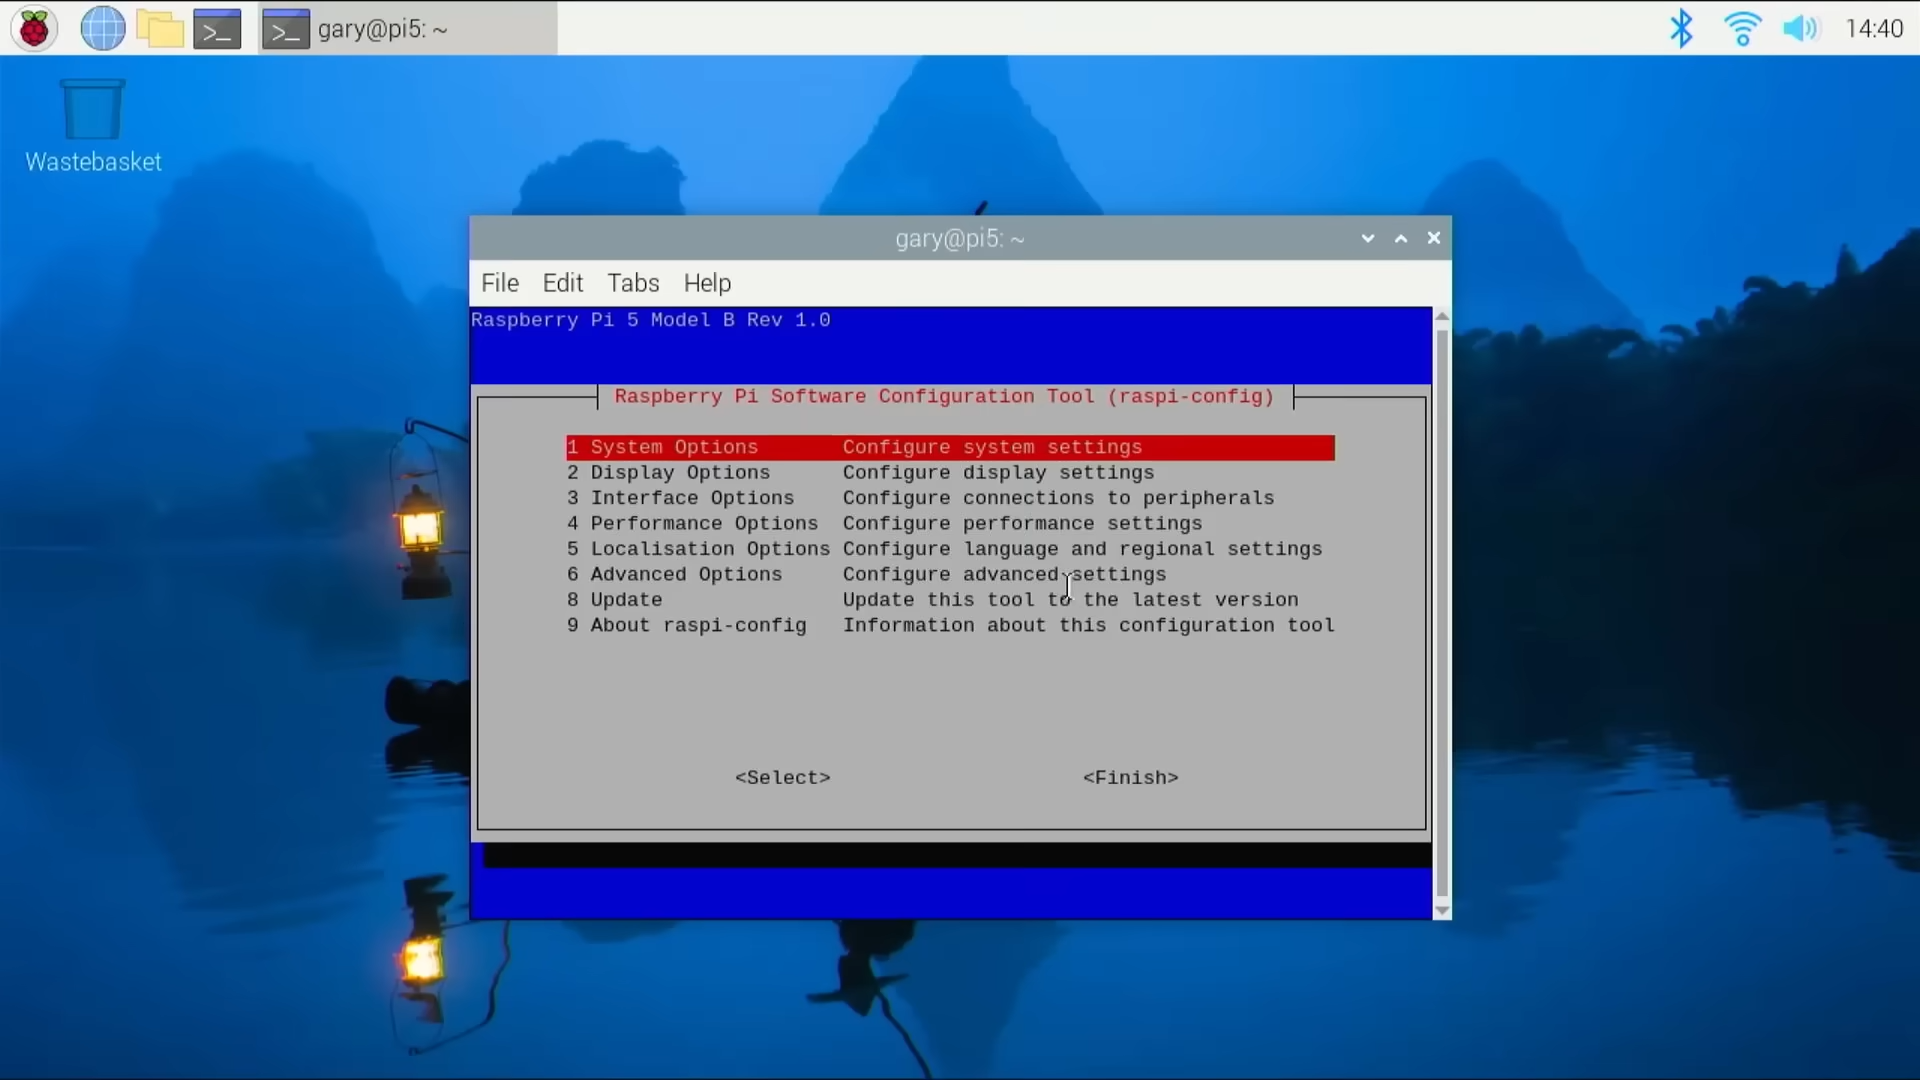 gary@pi5: ~
14:40
Wastebasket
gary@pi5: ~
File Edit Tabs Help
Raspberry Pi 5 Model B Rev 1.0
Raspberry Pi Software Configuration Tool (raspi-config)
1 System Options Configure system settings
2 Display Options Configure display settings
3 Interface Options Configure connections to peripherals
4 Performance Options Configure performance settings
5 Localisation Options Configure language and regional settings
6 Advanced Options Configure advanced settings
8 Update Update this tool to the latest version
9 About raspi-config Information about this configuration tool
<Select> <Finish>